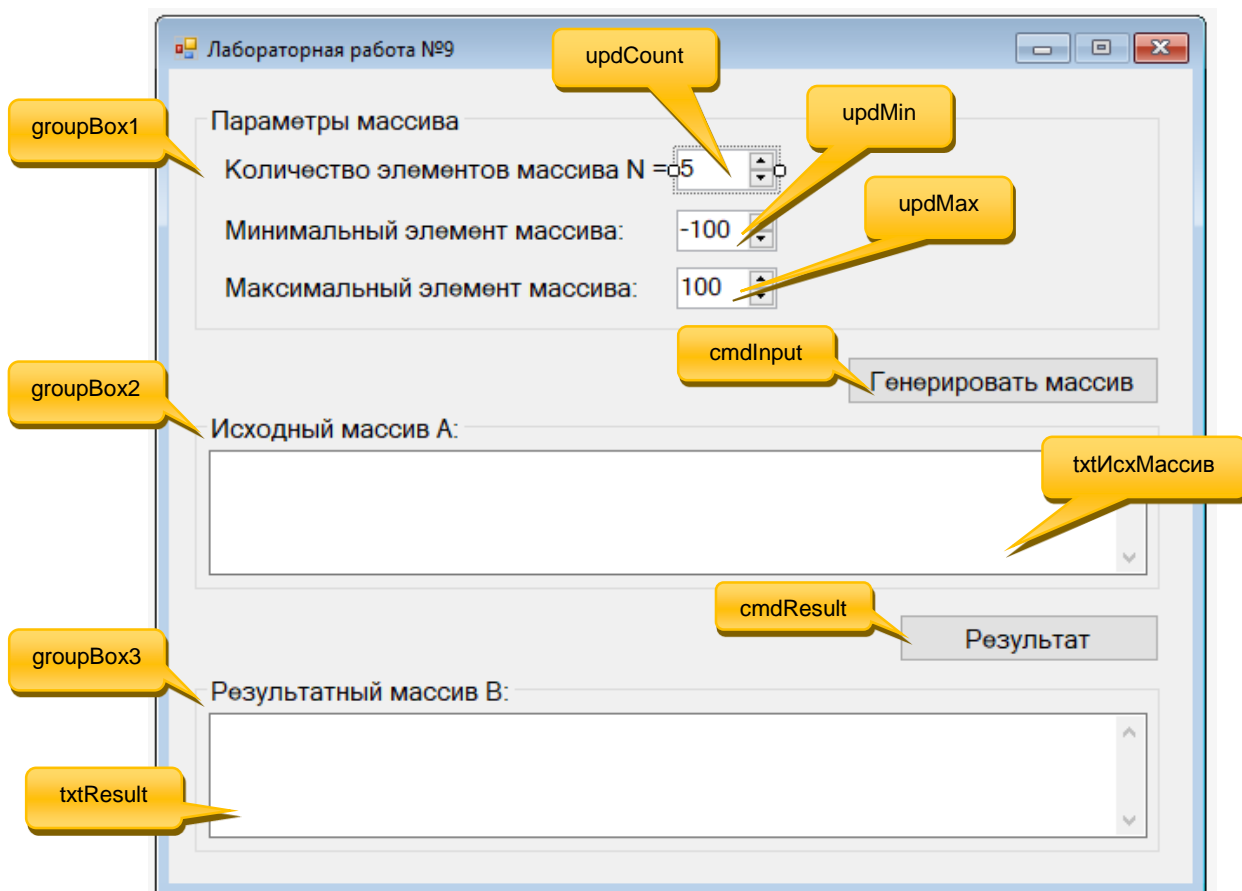 Лабораторная работа №9
updCount
groupBox1
Параметры массива
updMin
Количество элементов массива N =
5
updMax
Минимальный элемент массива:
-100
Максимальный элемент массива:
100
cmdInput
Генерировать массив
groupBox2
Исходный массив А:
txtИсхМассив
cmdResult
Результат
groupBox3
Результатный массив В:
txtResult